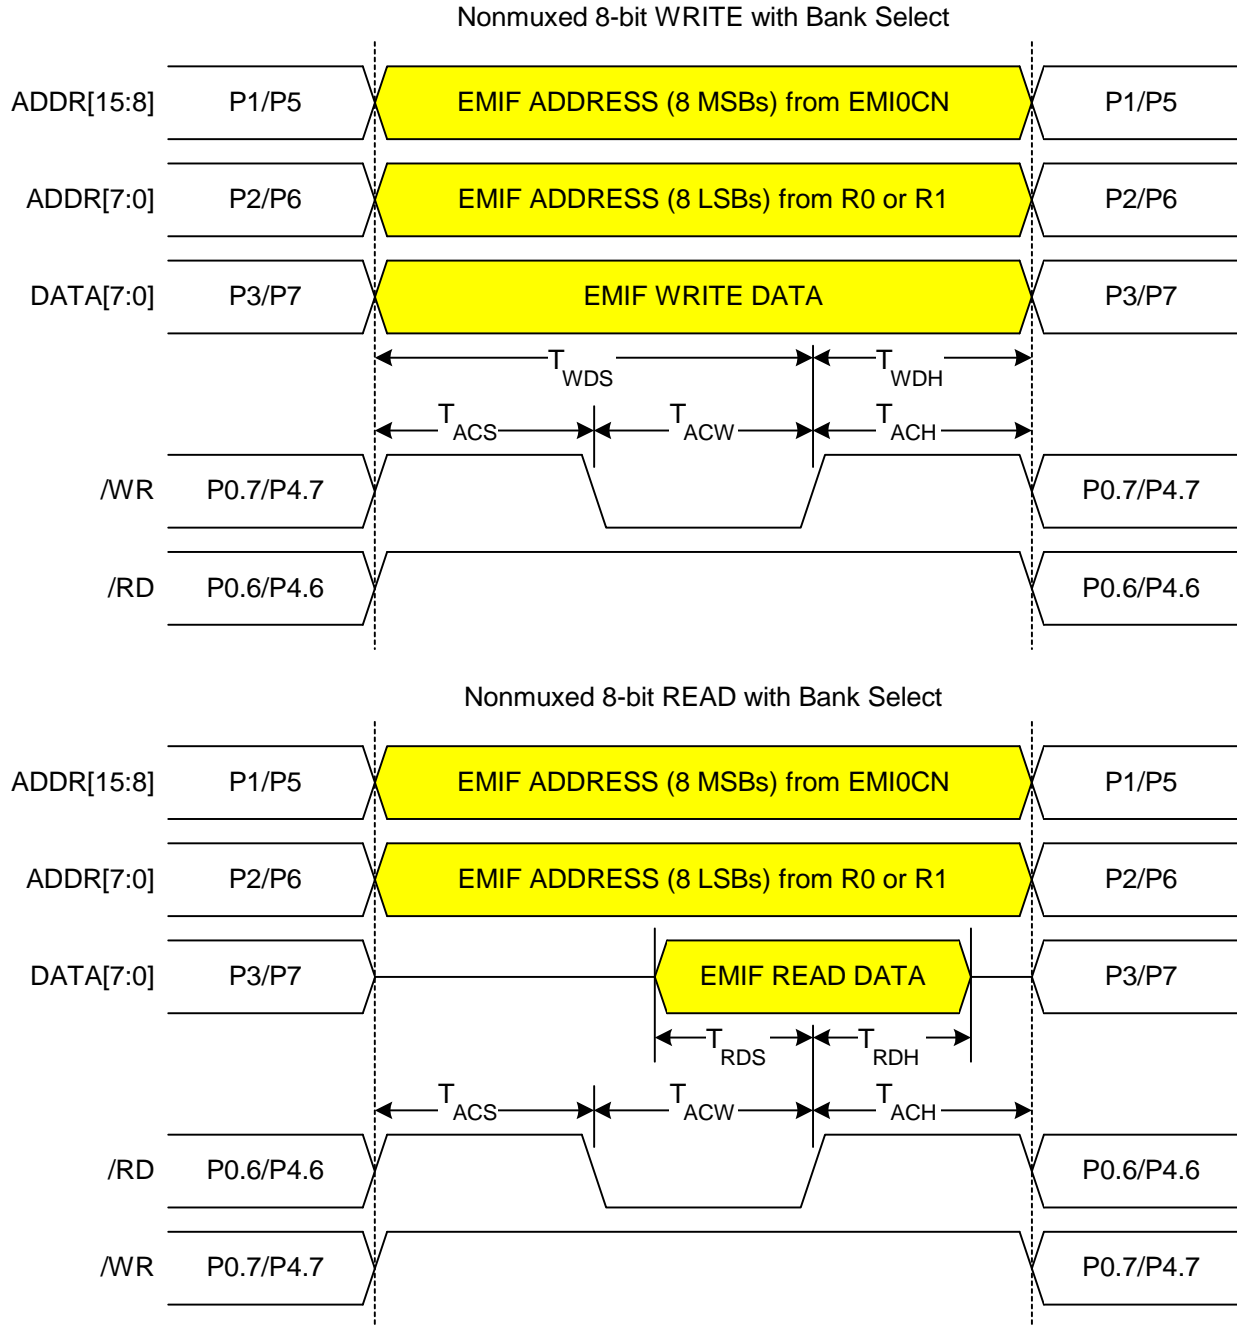 Nonmuxed 8-bit WRITE with Bank Select
ADDR[15:8] P1/P5 EMIF ADDRESS (8 MSBs) from EMI0CN P1/P5
ADDR[7:0] P2/P6 EMIF ADDRESS (8 LSBs) from R0 or R1 P2/P6
DATA[7:0] P3/P7 EMIF WRITE DATA P3/P7
TWDS TWDH
TACS TACW TACH
/WR P0.7/P4.7 P0.7/P4.7
/RD P0.6/P4.6 P0.6/P4.6
Nonmuxed 8-bit READ with Bank Select
ADDR[15:8] P1/P5 EMIF ADDRESS (8 MSBs) from EMI0CN P1/P5
ADDR[7:0] P2/P6 EMIF ADDRESS (8 LSBs) from R0 or R1 P2/P6
DATA[7:0] P3/P7 EMIF READ DATA P3/P7
TRDS TRDH
TACS TACW TACH
/RD P0.6/P4.6 P0.6/P4.6
/WR P0.7/P4.7 P0.7/P4.7